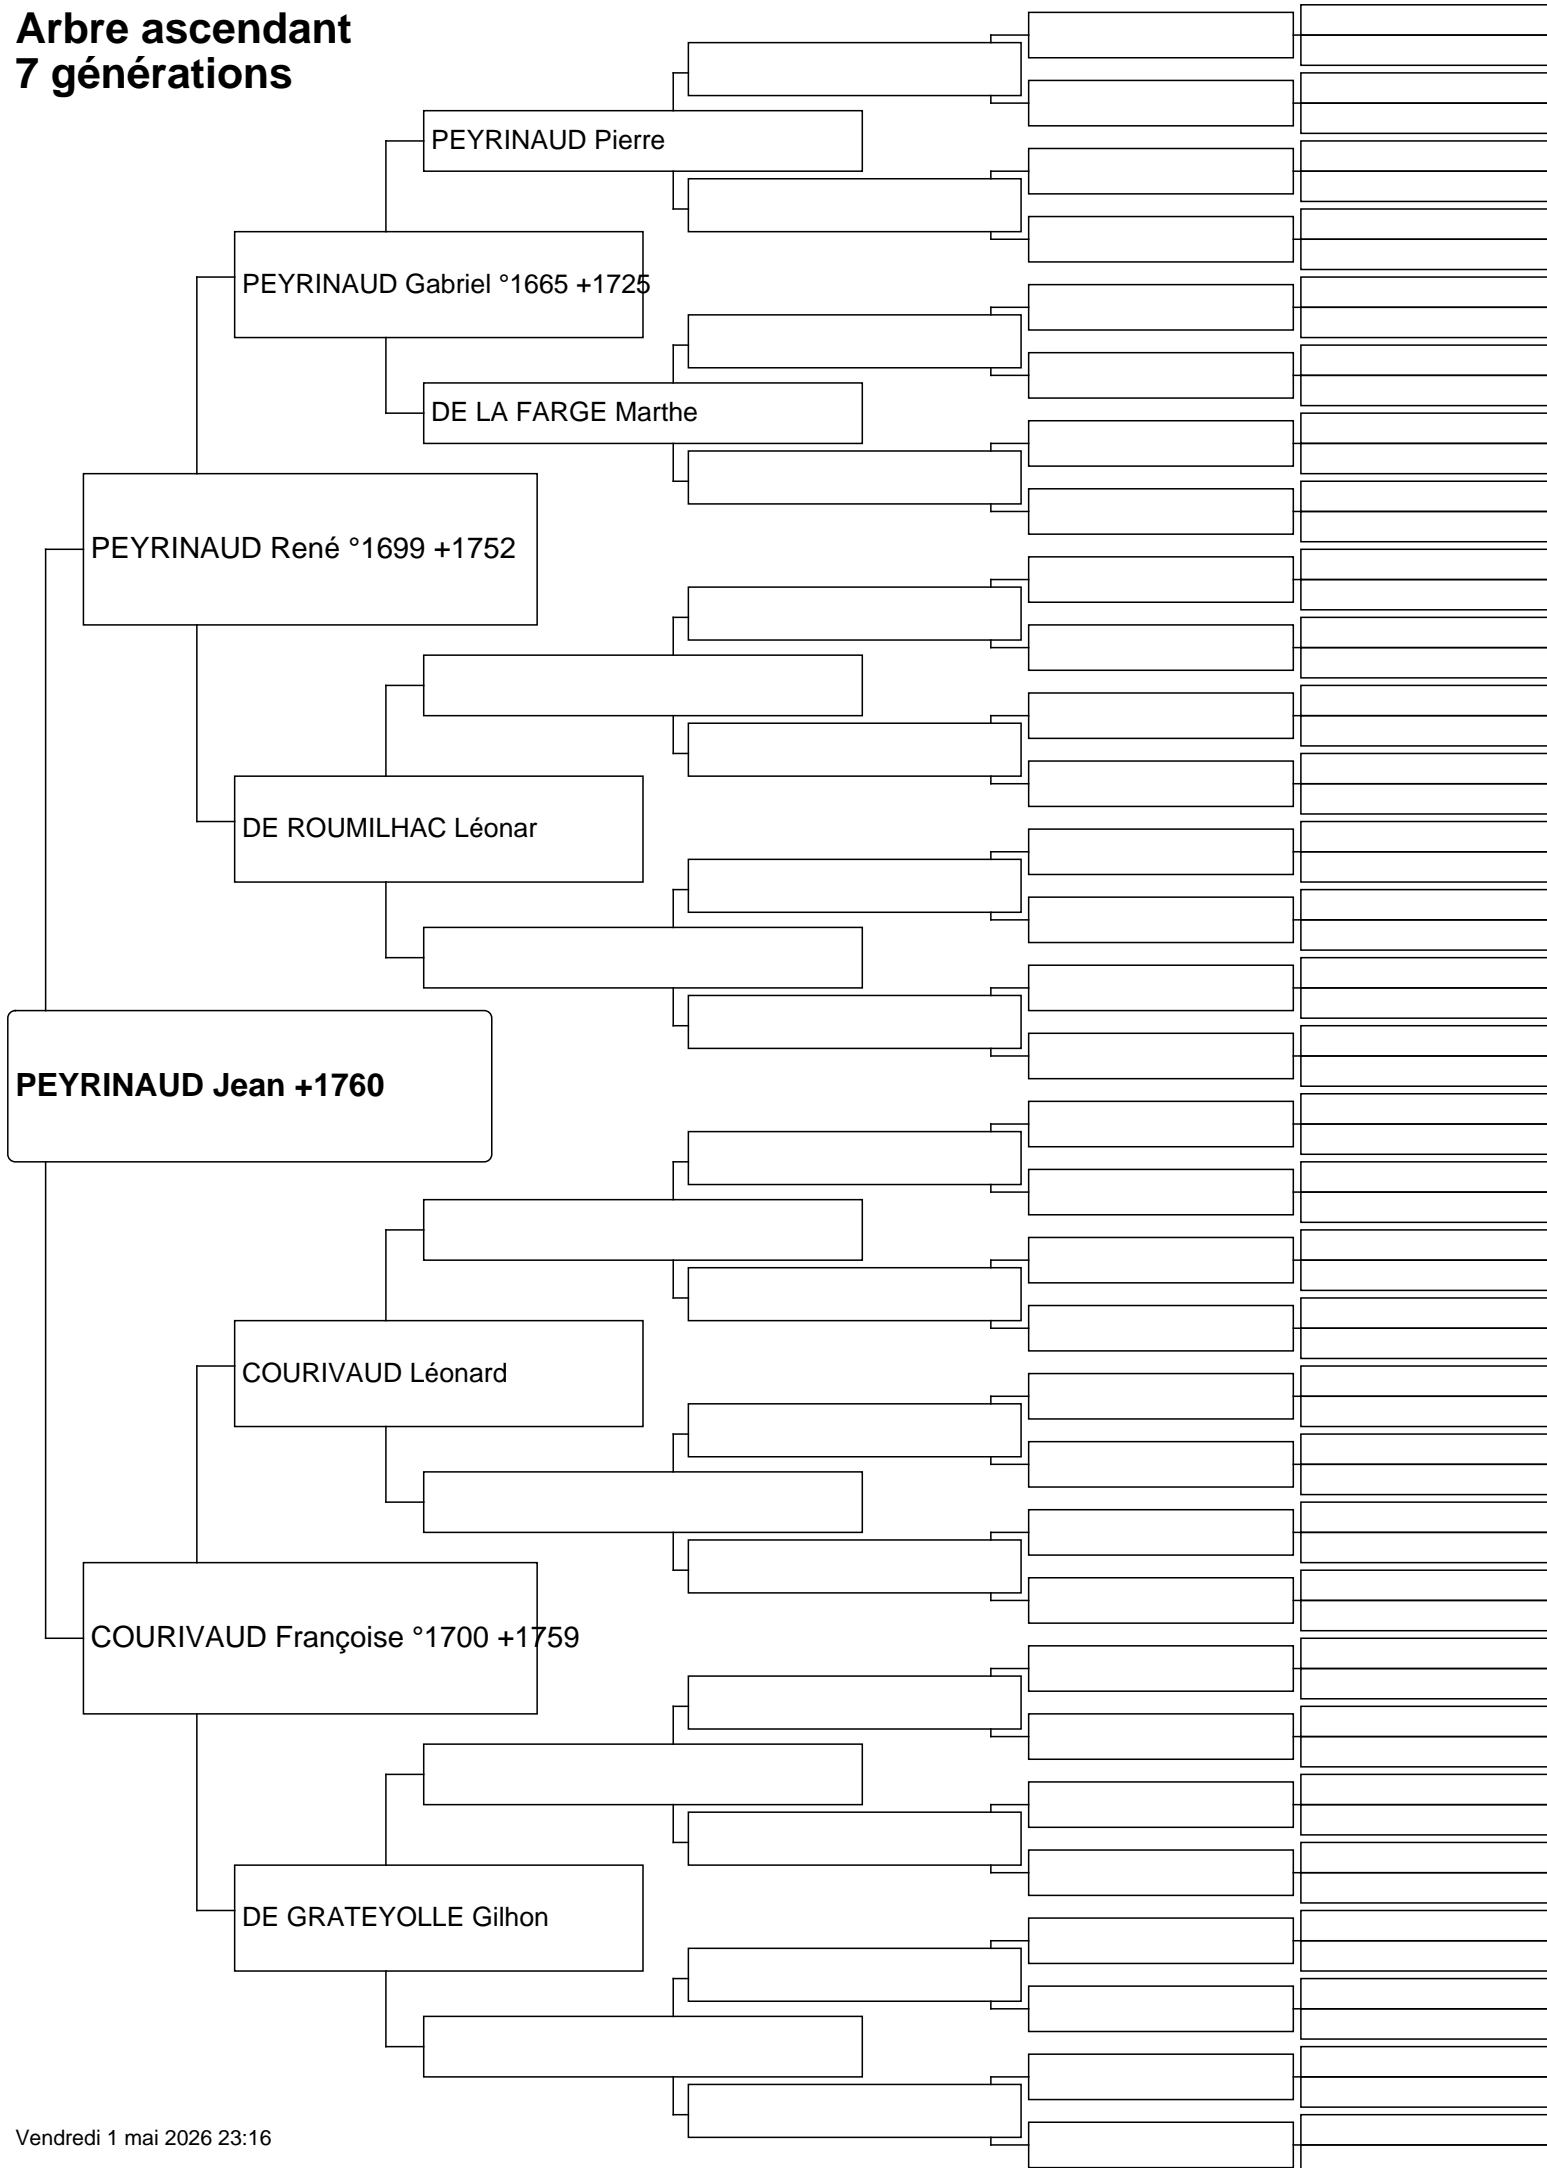 Arbre ascendant
7 générations
PEYRINAUD Pierre
PEYRINAUD Gabriel °1665 +1725
DE LA FARGE Marthe
PEYRINAUD René °1699 +1752
DE ROUMILHAC Léonar
PEYRINAUD Jean +1760
COURIVAUD Léonard
COURIVAUD Françoise °1700 +1759
DE GRATEYOLLE Gilhon
Vendredi 1 mai 2026 23:16